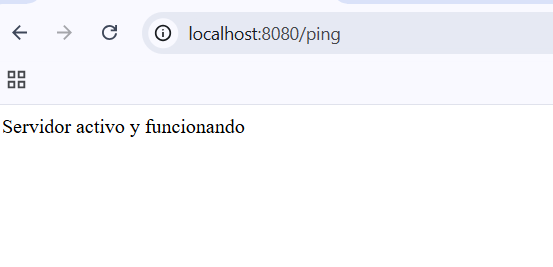 localhost:8080/ping
Servidor activo y funcionando